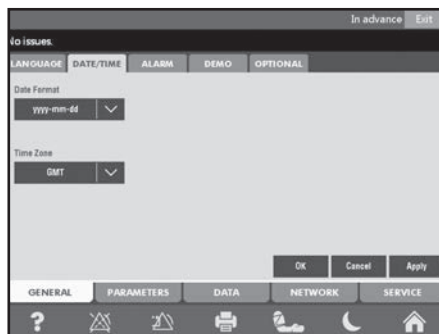 In advance Exit
No issues.
LANGUAGE DATE/TIME ALARM DEMO OPTIONAL
Date Format
yyyy-mm-dd
Time Zone
GMT
OK Cancel Apply
GENERAL PARAMETERS DATA NETWORK SERVICE
?